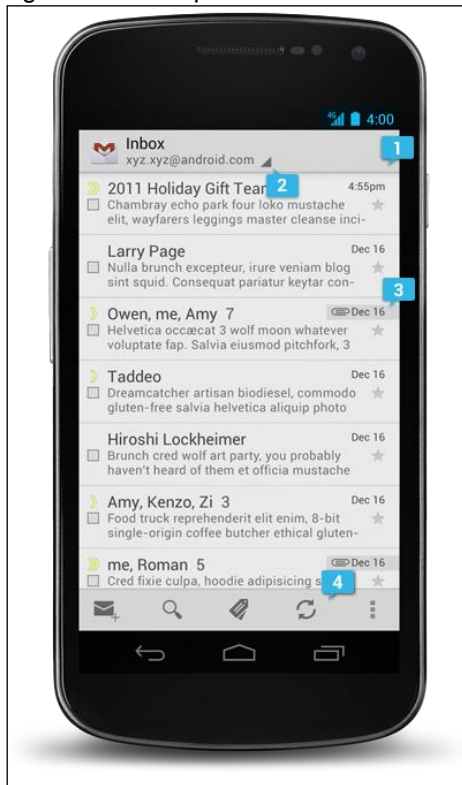 4G 4:00
Inbox 1
xyz.xyz@android.com
2
2011 Holiday Gift Tea 4:55pm
Chambray echo park four loko mustache
elit, wayfarers leggings master cleanse inci-
Larry Page Dec 16
Nulla brunch excepteur, irure veniam blog
sint squid. Consequat pariatur keytar con-
3
Owen, me, Amy 7 Dec 16
Helvetica occæcat 3 wolf moon whatever
voluptate fap. Salvia eiusmod pitchfork, 3
Taddeo Dec 16
Dreamcatcher artisan biodiesel, commodo
gluten-free salvia helvetica aliquip photo
Hiroshi Lockheimer Dec 16
Brunch cred wolf art party, you probably
haven't heard of them et officia mustache
Amy, Kenzo, Zi 3 Dec 16
Food truck reprehenderit elit enim, 8-bit
single-origin coffee butcher ethical gluten-
me, Roman 5 Dec 16
Cred fixie culpa, hoodie adipisicing
4